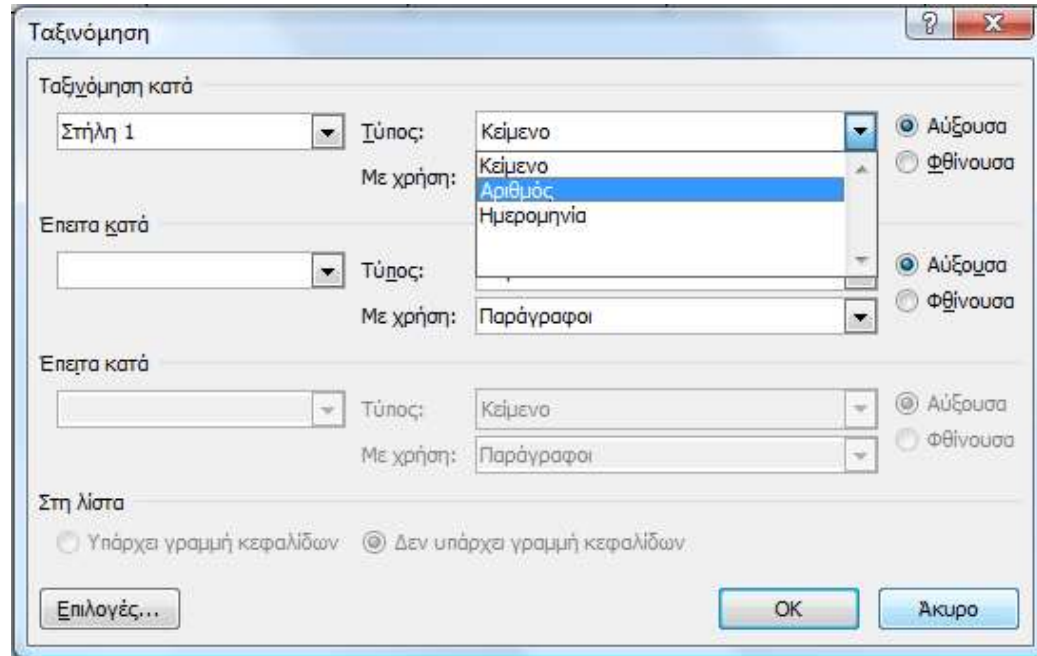 Ταξινόμηση
Ταξινόμηση κατά
Στήλη 1 Τύπος: Κείμενο Αύξουσα
Με χρήση: Κείμενο Φθίνουσα
Αριθμός
Ημερομηνία
Έπειτα κατά
Τύπος: Αύξουσα
Με χρήση: Παράγραφοι Φθίνουσα
Έπειτα κατά
Τύπος: Κείμενο Αύξουσα
Με χρήση: Παράγραφοι Φθίνουσα
Στη λίστα
Υπάρχει γραμμή κεφαλίδων Δεν υπάρχει γραμμή κεφαλίδων
Επιλογές... OK Άκυρο